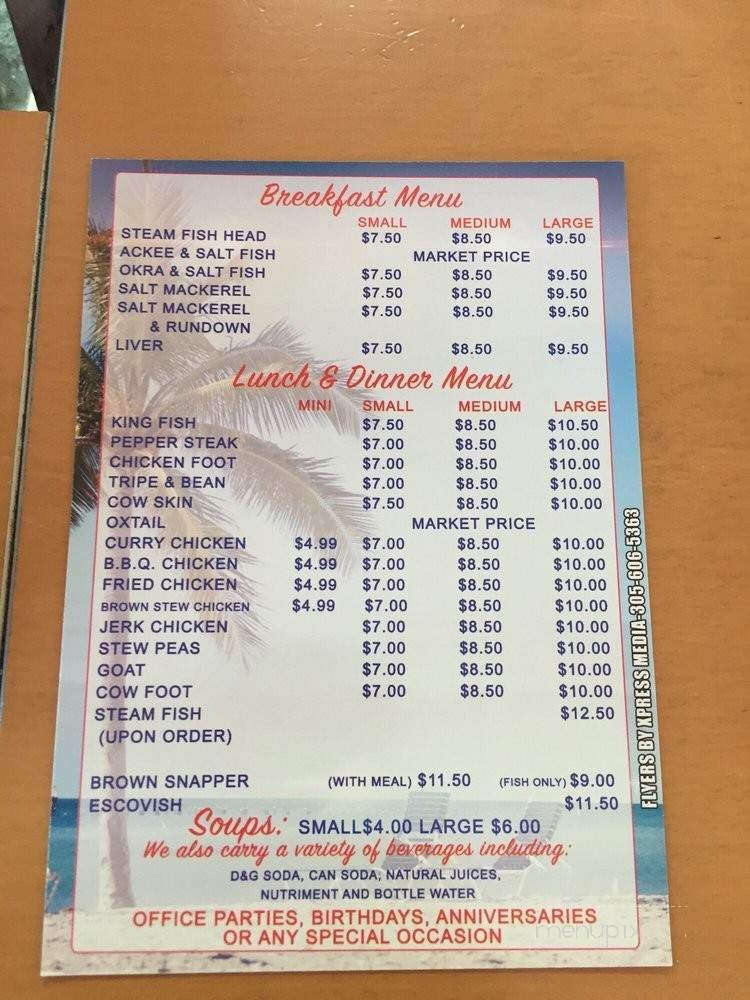 Breakfast Menu
SMALL MEDIUM LARGE
STEAM FISH HEAD $7.50 $8.50 $9.50
ACKEE & SALT FISH MARKET PRICE
OKRA & SALT FISH $7.50 $8.50 $9.50
SALT MACKEREL $7.50 $8.50 $9.50
SALT MACKEREL $7.50 $8.50 $9.50
& RUNDOWN
LIVER $7.50 $8.50 $9.50
Lunch & Dinner Menu
MINI SMALL MEDIUM LARGE
KING FISH $7.50 $8.50 $10.50
PEPPER STEAK $7.00 $8.50 $10.00
CHICKEN FOOT $7.00 $8.50 $10.00
TRIPE & BEAN $7.00 $8.50 $10.00
COW SKIN $7.50 $8.50 $10.00
OXTAIL MARKET PRICE
CURRY CHICKEN $4.99 $7.00 $8.50 $10.00
B.B.Q. CHICKEN $4.99 $7.00 $8.50 $10.00
FRIED CHICKEN $4.99 $7.00 $8.50 $10.00
BROWN STEW CHICKEN $4.99 $7.00 $8.50 $10.00
JERK CHICKEN $7.00 $8.50 $10.00
STEW PEAS $7.00 $8.50 $10.00
GOAT $7.00 $8.50 $10.00
COW FOOT $7.00 $8.50 $10.00
STEAM FISH $12.50
(UPON ORDER)
BROWN SNAPPER (WITH MEAL) $11.50 (FISH ONLY) $9.00
ESCOVISH $11.50
Soups: SMALL$4.00 LARGE $6.00
We also carry a variety of beverages including:
D&G SODA, CAN SODA, NATURAL JUICES,
NUTRIMENT AND BOTTLE WATER
OFFICE PARTIES, BIRTHDAYS, ANNIVERSARIES
OR ANY SPECIAL OCCASION
FLYERS BY XPRESS MEDIA-305-606-5363
menupix